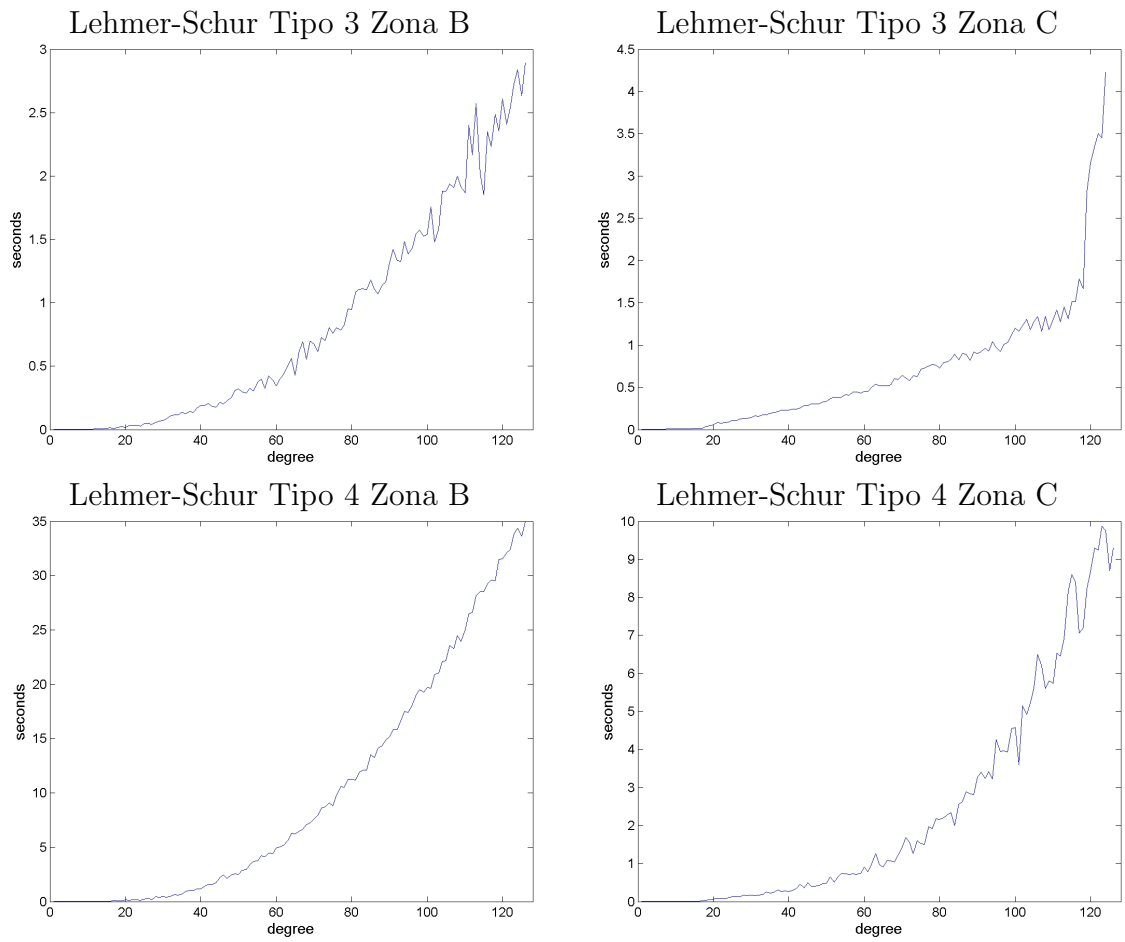 Lehmer-Schur Tipo 3 Zona B
3
2.5
2
1.5
1
0.5
0
seconds
0 20 40 60 80 100 120
degree
Lehmer-Schur Tipo 3 Zona C
4.5
4
3.5
3
2.5
2
1.5
1
0.5
0
seconds
0 20 40 60 80 100 120
degree
Lehmer-Schur Tipo 4 Zona B
35
30
25
20
15
10
5
0
seconds
0 20 40 60 80 100 120
degree
Lehmer-Schur Tipo 4 Zona C
10
9
8
7
6
5
4
3
2
1
0
seconds
0 20 40 60 80 100 120
degree